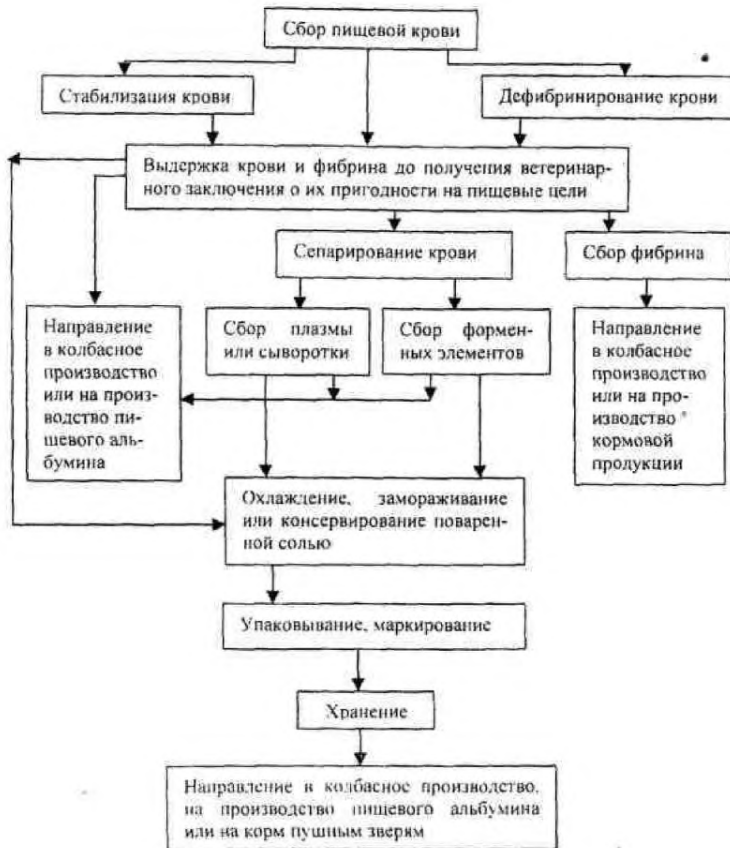 Сбор пищевой крови
Стабилизация крови
Дефибринирование крови
Выдержка крови и фибрина до получения ветеринар-
ного заключения о их пригодности на пищевые цели
Сепарирование крови
Сбор фибрина
Направление
в колбасное
производство
или на произ-
водство пи-
щевого аль-
бумина
Сбор плазмы
или сыворотки
Сбор формен-
ных элементов
Направление
в колбасное
производство
или на про-
изводство
кормовой
продукции
Охлаждение, замораживание
или консервирование поварен-
ной солью
Упаковывание, маркирование
Хранение
Направление в колбасное производство,
на производство пищевого альбумина
или на корм пушным зверям